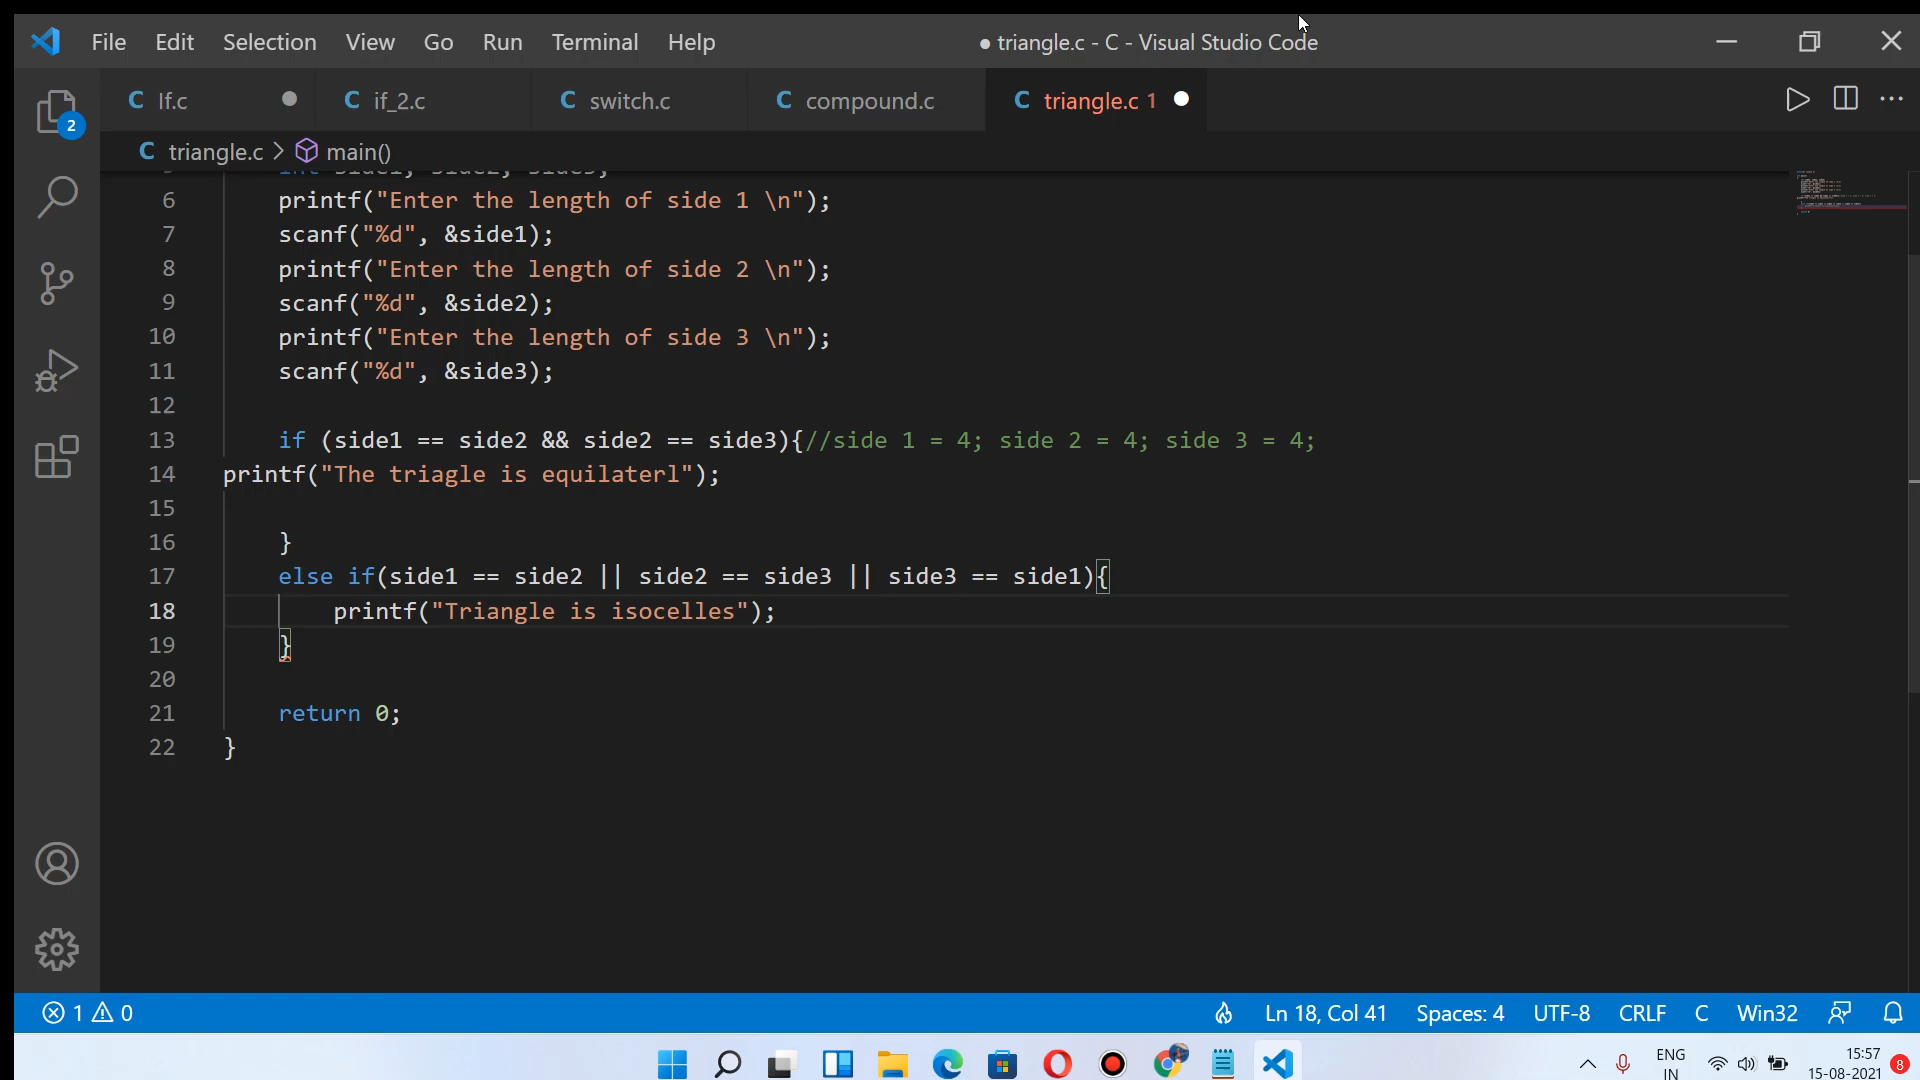 File Edit Selection View Go Run Terminal Help ● triangle.c - C - Visual Studio Code
C If.c C if_2.c C switch.c C compound.c C triangle.c 1
C triangle.c > main()
2
int side1, side2, side3;
6 printf("Enter the length of side 1 \n");
7 scanf("%d", &side1);
8 printf("Enter the length of side 2 \n");
9 scanf("%d", &side2);
10 printf("Enter the length of side 3 \n");
11 scanf("%d", &side3);
12
13 if (side1 == side2 && side2 == side3){//side 1 = 4; side 2 = 4; side 3 = 4;
14 printf("The triagle is equilaterl");
15
16 }
17 else if(side1 == side2 || side2 == side3 || side3 == side1){
18 printf("Triangle is isocelles");
19 }
20
21 return 0;
22 }
1 0 Ln 18, Col 41 Spaces: 4 UTF-8 CRLF C Win32
ENG 15:57
IN 15-08-2021 8